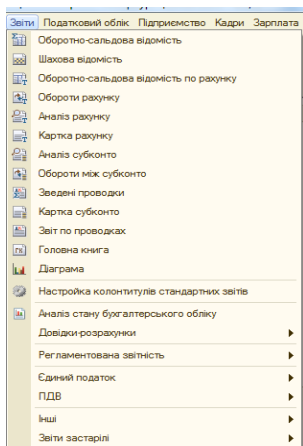 Звіти Податковий облік Підприємство Кадри Зарплата
Оборотно-сальдова відомість
Шахова відомість
Оборотно-сальдова відомість по рахунку
Обороти рахунку
Аналіз рахунку
Картка рахунку
Аналіз субконто
Обороти між субконто
Зведені проводки
Картка субконто
Звіт по проводках
Головна книга
Діаграма
Настройка колонтитулів стандартних звітів
Аналіз стану бухгалтерського обліку
Довідки-розрахунки
Регламентована звітність
Єдиний податок
ПДВ
Інші
Звіти застарілі